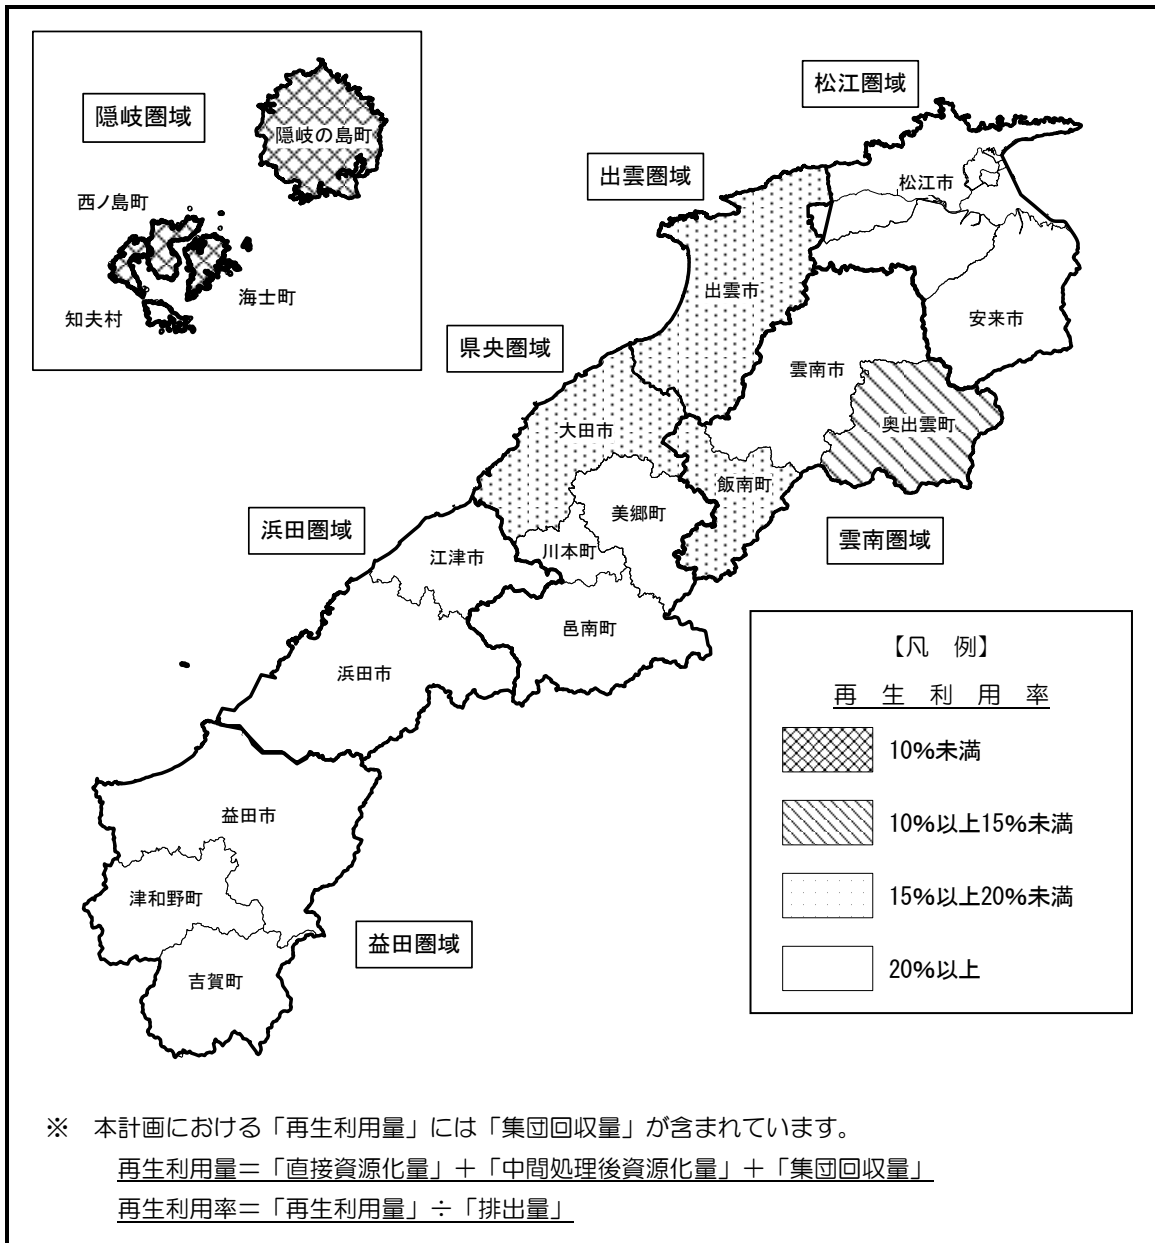 隠岐圏域
隠岐の島町
西ノ島町
海士町
知夫村
松江圏域
松江市
出雲圏域
出雲市
安来市
県央圏域
雲南市
奥出雲町
大田市
飯南町
美郷町
川本町
雲南圏域
浜田圏域
江津市
邑南町
浜田市
益田市
津和野町
吉賀町
益田圏域
【凡 例】
再 生 利 用 率
10%未満
10%以上15%未満
15%以上20%未満
20%以上
※ 本計画における「再生利用量」には「集団回収量」が含まれています。
再生利用量＝「直接資源化量」＋「中間処理後資源化量」＋「集団回収量」
再生利用率＝「再生利用量」÷「排出量」